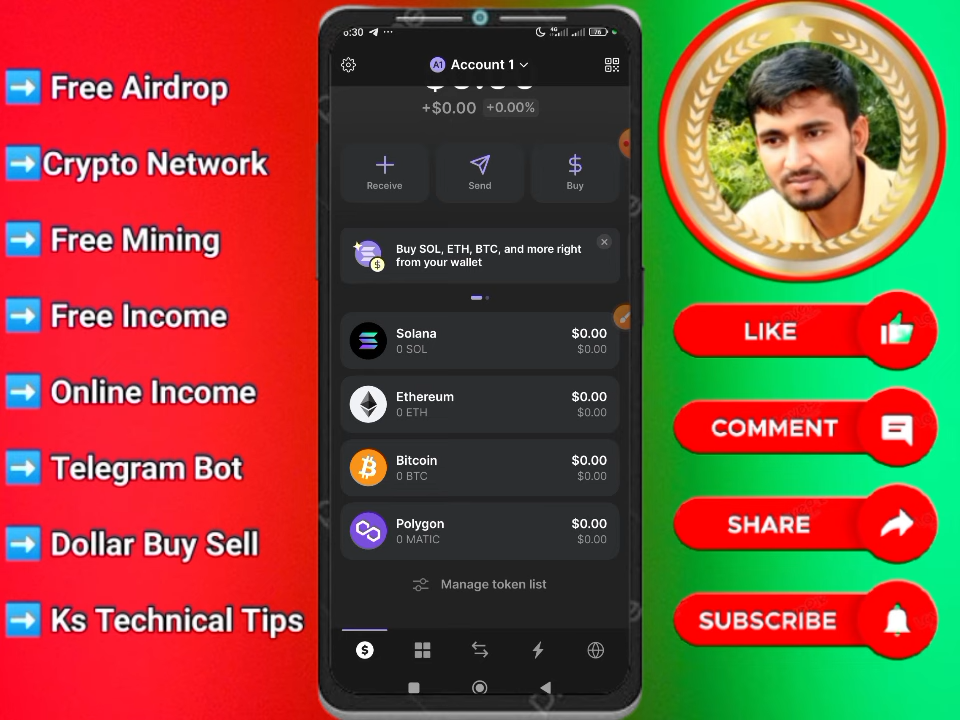 Free Airdrop
Crypto Network
Free Mining
Free Income
Online Income
Telegram Bot
Dollar Buy Sell
Ks Technical Tips
4G
76
A1 Account 1
+$0.00 +0.00%
Receive
Send
Buy
Buy SOL, ETH, BTC, and more right
from your wallet
Solana $0.00
0 SOL $0.00
Ethereum $0.00
0 ETH $0.00
Bitcoin $0.00
0 BTC $0.00
Polygon $0.00
0 MATIC $0.00
Manage token list
LIKE
COMMENT
SHARE
SUBSCRIBE